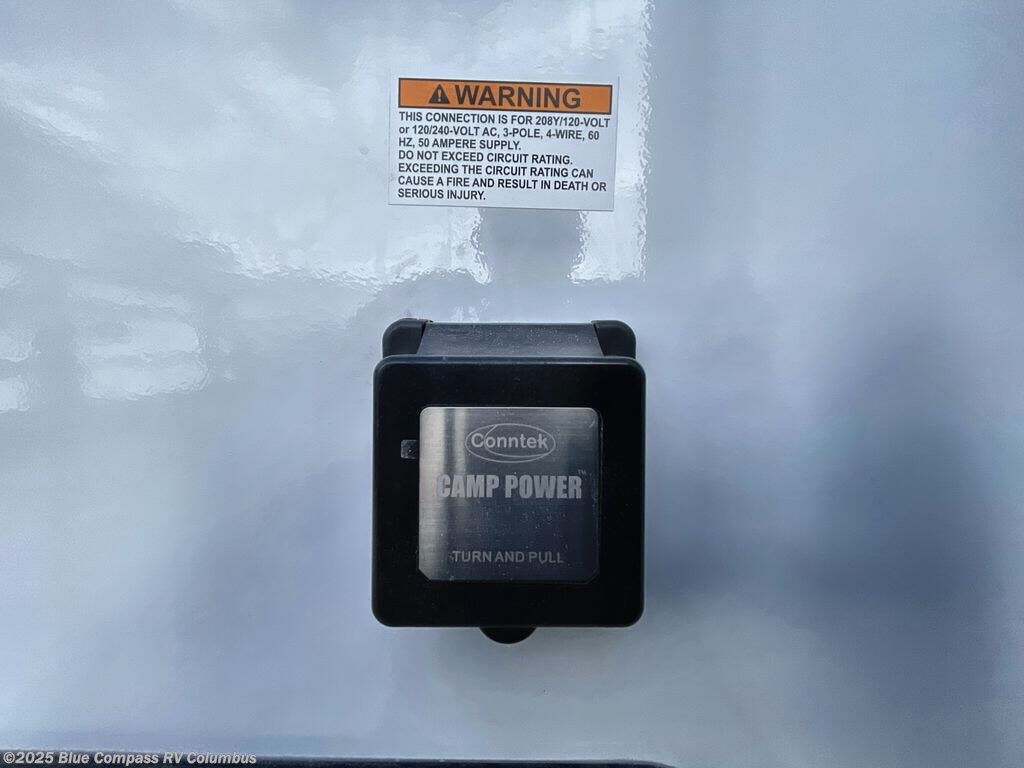 WARNING
THIS CONNECTION IS FOR 208Y/120-VOLT
or 120/240-VOLT AC, 3-POLE, 4-WIRE, 60
HZ, 50 AMPERE SUPPLY.
DO NOT EXCEED CIRCUIT RATING.
EXCEEDING THE CIRCUIT RATING CAN
CAUSE A FIRE AND RESULT IN DEATH OR
SERIOUS INJURY.
Conntek
CAMP POWER™
TURN AND PULL
©2025 Blue Compass RV Columbus